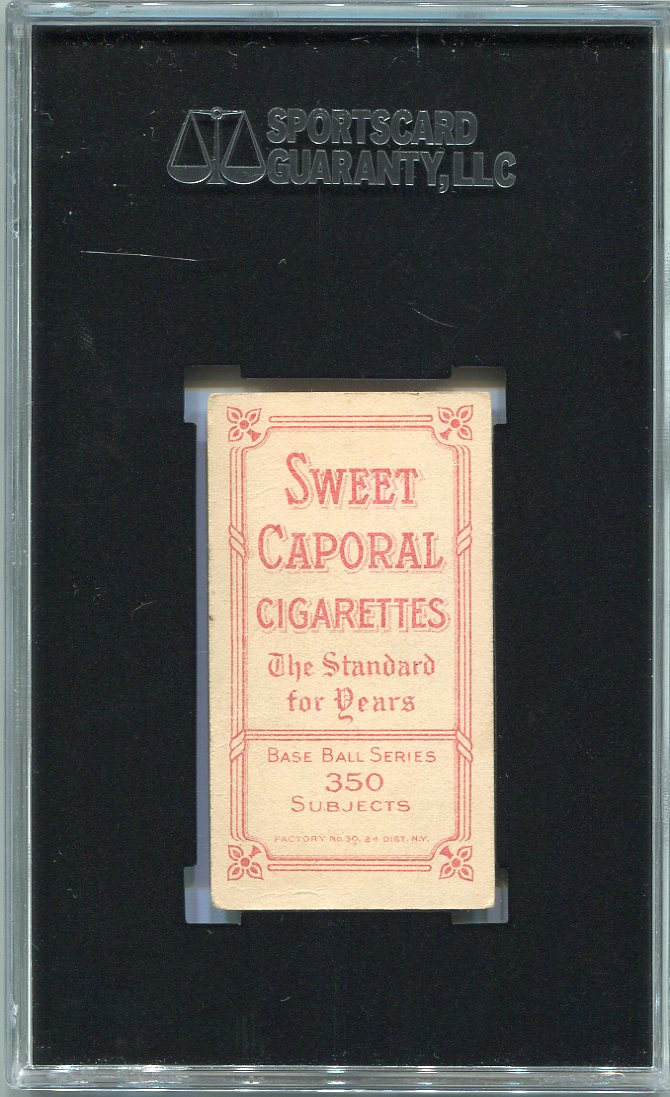 SPORTSCARD
GUARANTY, LLC
SWEET
CAPORAL
CIGARETTES
The Standard
for Years
BASE BALL SERIES
350
SUBJECTS
FACTORY No. 30, 2d DIST. N.Y.